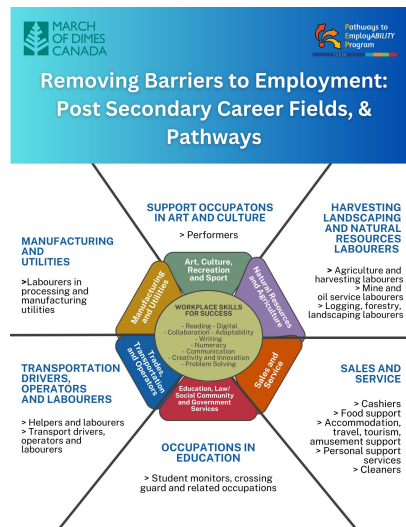 MARCH
OF DIMES
CANADA
Pathways to
EmployABILITY
Program
Removing Barriers to Employment:
Post Secondary Career Fields, &
Pathways
SUPPORT OCCUPATONS
IN ART AND CULTURE
> Performers
HARVESTING
LANDSCAPING
AND NATURAL
RESOURCES
LABOURERS
> Agriculture and
harvesting labourers
> Mine and
oil service labourers
> Logging, forestry,
landscaping labourers
MANUFACTURING
AND
UTILITIES
>Labourers in
processing and
manufacturing
utilities
Art, Culture,
Recreation
and Sport
Manufacturing
and Utilities
Natural Resources
and Agriculture
WORKPLACE SKILLS
FOR SUCCESS
- Reading - Digital
- Collaboration - Adaptability
- Writing
- Numeracy
- Communication
- Creativity and Innovation
- Problem Solving
Trades,
Transportation
and Operators
Sales and
Service
Education, Law/
Social Community
and Government
Services
TRANSPORTATION
DRIVERS,
OPERATORS
AND LABOURERS
> Helpers and labourers
> Transport drivers,
operators and
labourers
SALES AND
SERVICE
> Cashiers
> Food support
> Accommodation,
travel, tourism,
amusement support
> Personal support
services
> Cleaners
OCCUPATIONS IN
EDUCATION
> Student monitors, crossing
guard and related occupations